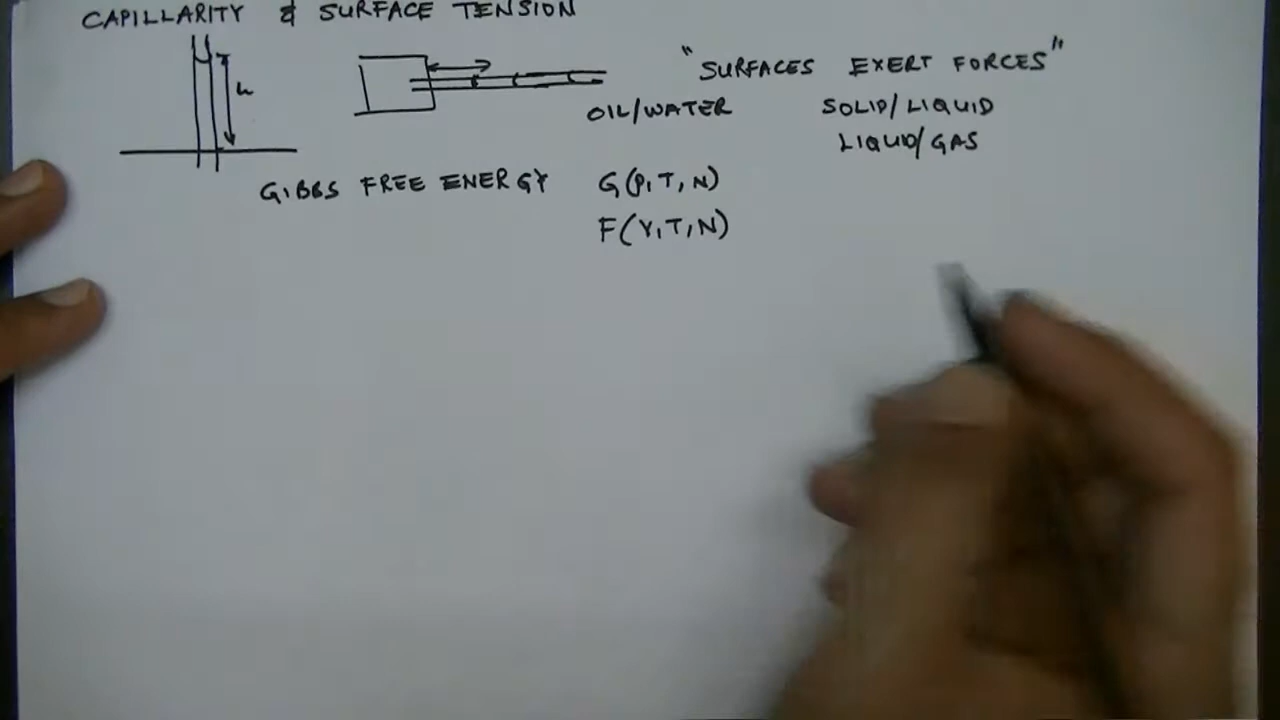 CAPILLARITY & SURFACE TENSION
h
"SURFACES EXERT FORCES"
OIL/WATER SOLID/LIQUID
LIQUID/GAS
GIBBS FREE ENERGY G(P,T,N)
F(V,T,N)